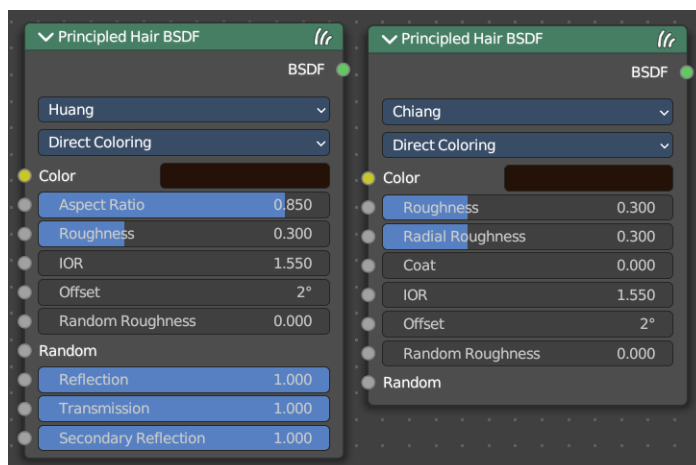 Principled Hair BSDF
BSDF
Huang
Direct Coloring
Color
Aspect Ratio 0.850
Roughness 0.300
IOR 1.550
Offset 2°
Random Roughness 0.000
Random
Reflection 1.000
Transmission 1.000
Secondary Reflection 1.000
Principled Hair BSDF
BSDF
Chiang
Direct Coloring
Color
Roughness 0.300
Radial Roughness 0.300
Coat 0.000
IOR 1.550
Offset 2°
Random Roughness 0.000
Random